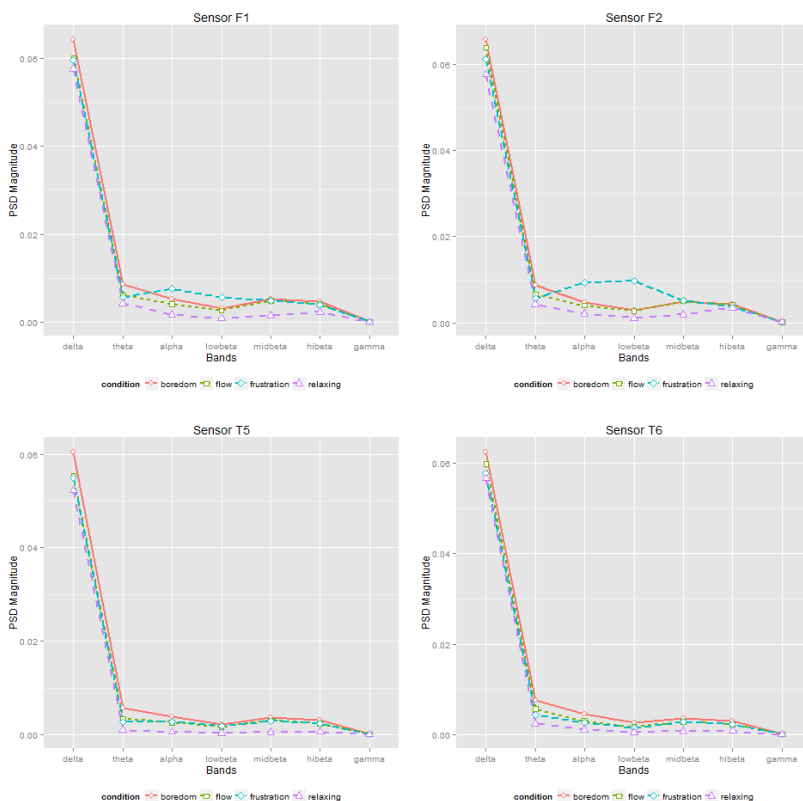 Sensor F1
PSD Magnitude
0.06
0.04
0.02
0.00
delta theta alpha lowbeta midbeta hibeta gamma
Bands
condition boredom flow frustration relaxing
Sensor F2
PSD Magnitude
0.06
0.04
0.02
0.00
delta theta alpha lowbeta midbeta hibeta gamma
Bands
condition boredom flow frustration relaxing
Sensor T5
PSD Magnitude
0.06
0.04
0.02
0.00
delta theta alpha lowbeta midbeta hibeta gamma
Bands
condition boredom flow frustration relaxing
Sensor T6
PSD Magnitude
0.06
0.04
0.02
0.00
delta theta alpha lowbeta midbeta hibeta gamma
Bands
condition boredom flow frustration relaxing